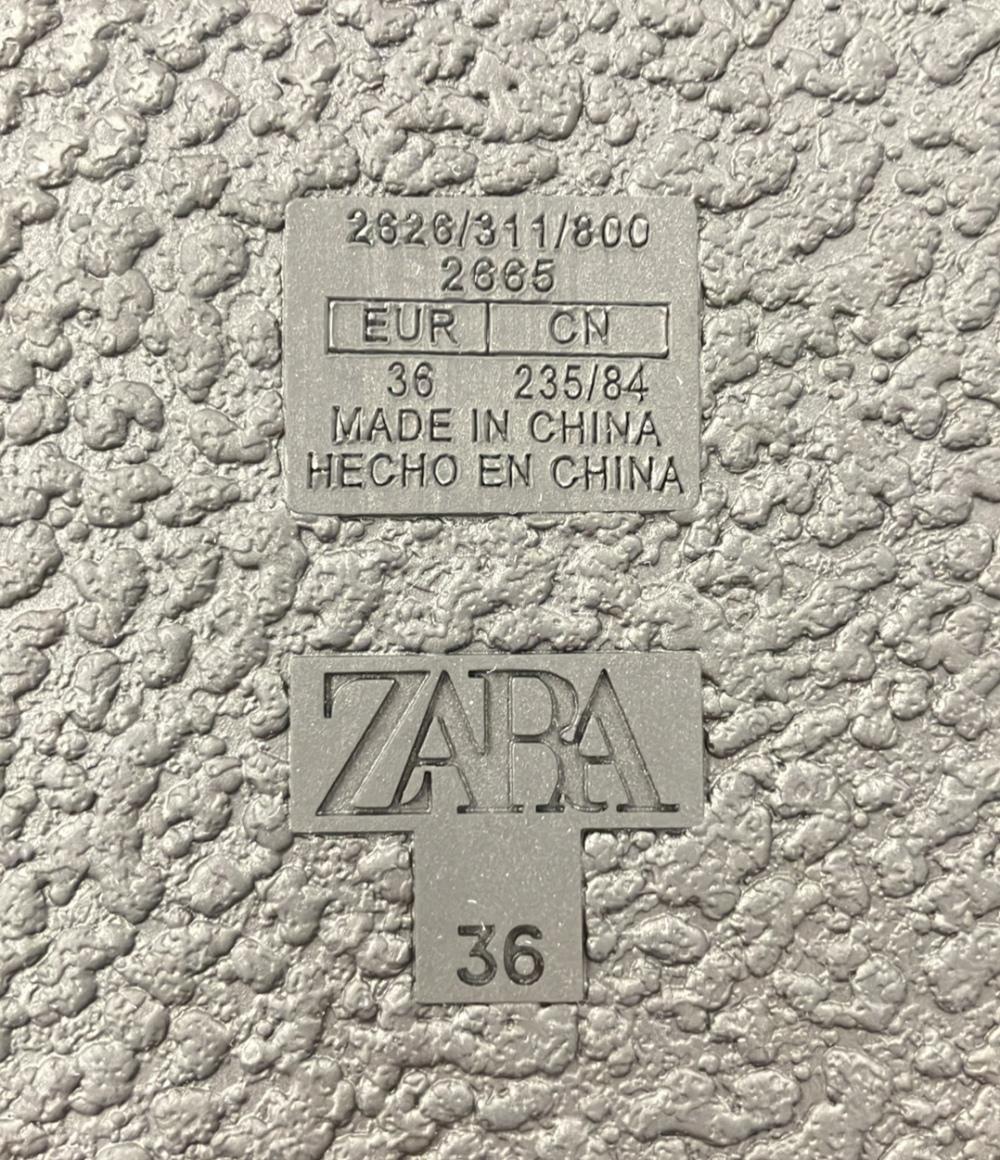 2626/311/800
2665
EUR CN
36 235/84
MADE IN CHINA
HECHO EN CHINA
ZARA
36